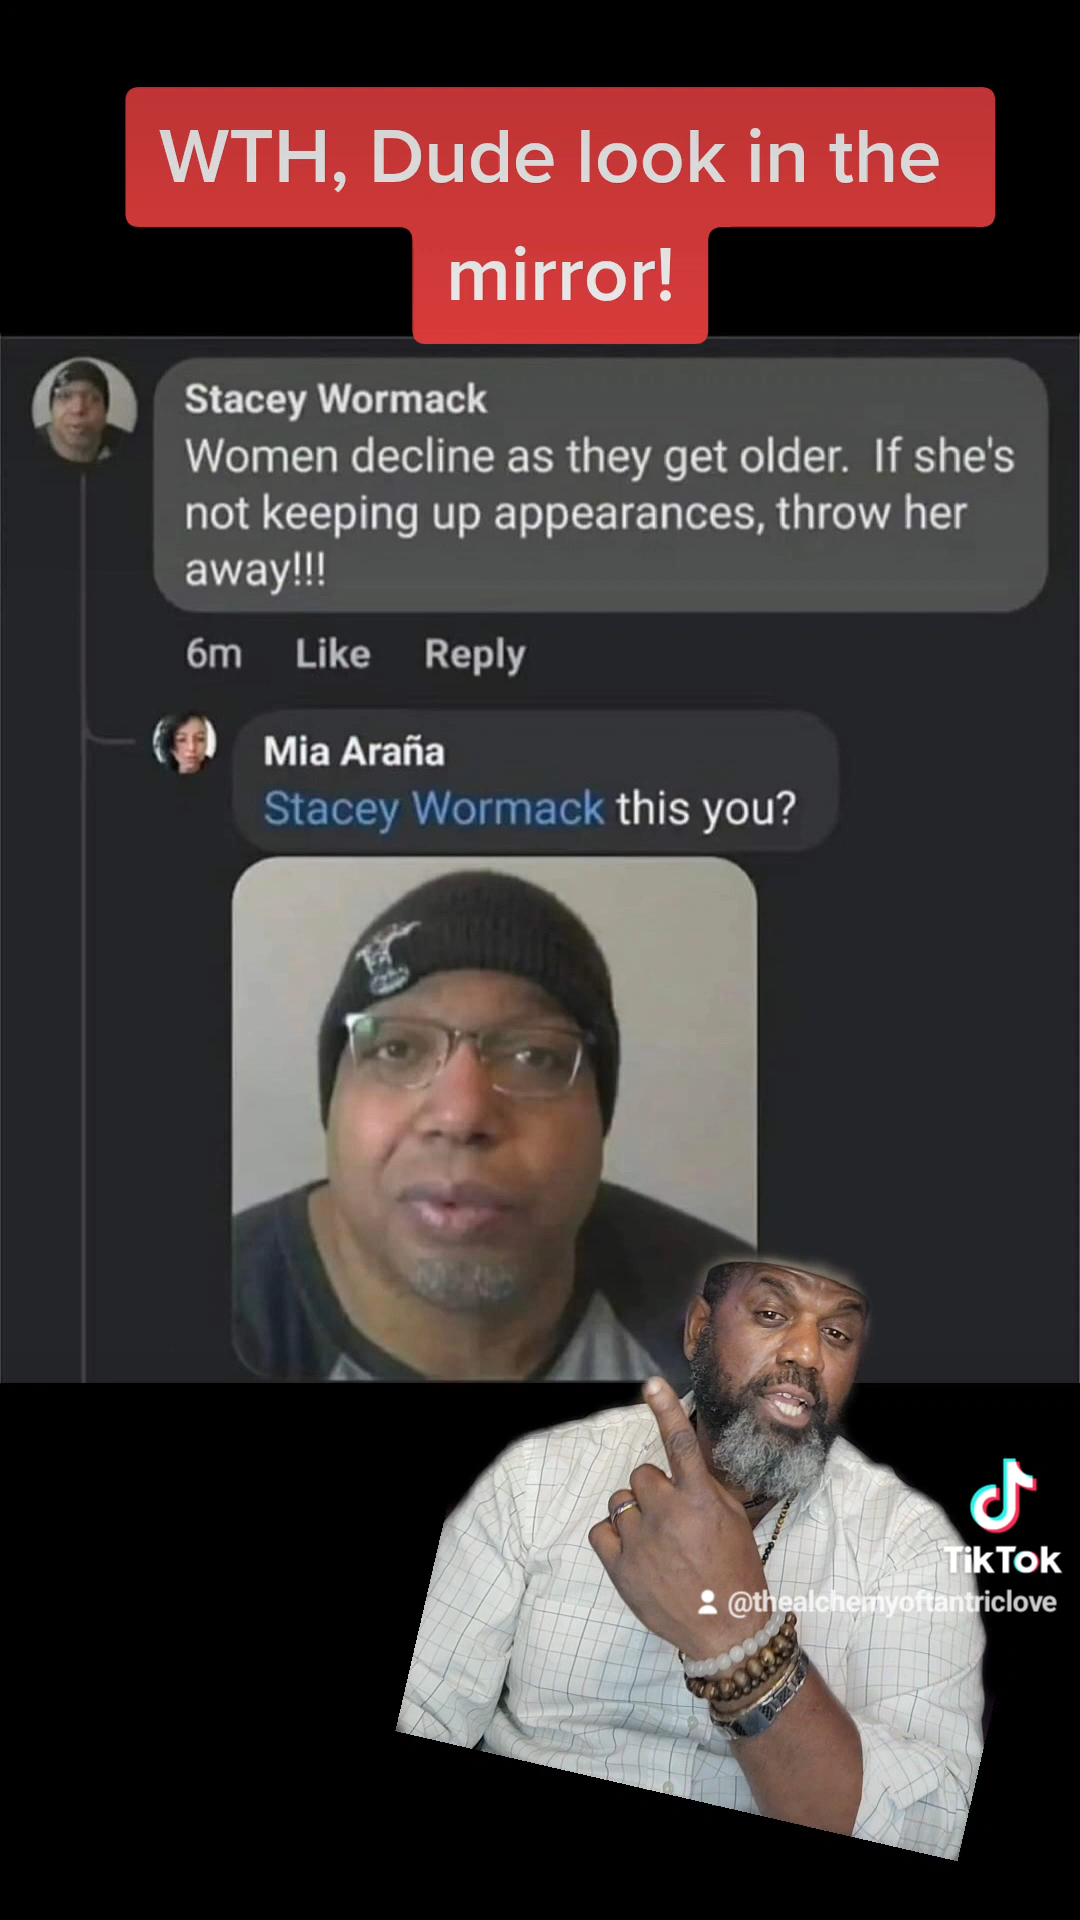 WTH, Dude look in the
mirror!
Stacey Wormack
Women decline as they get older. If she's
not keeping up appearances, throw her
away!!!
6m Like Reply
Mia Araña
Stacey Wormack this you?
TikTok
@thealchemyoftantriclove